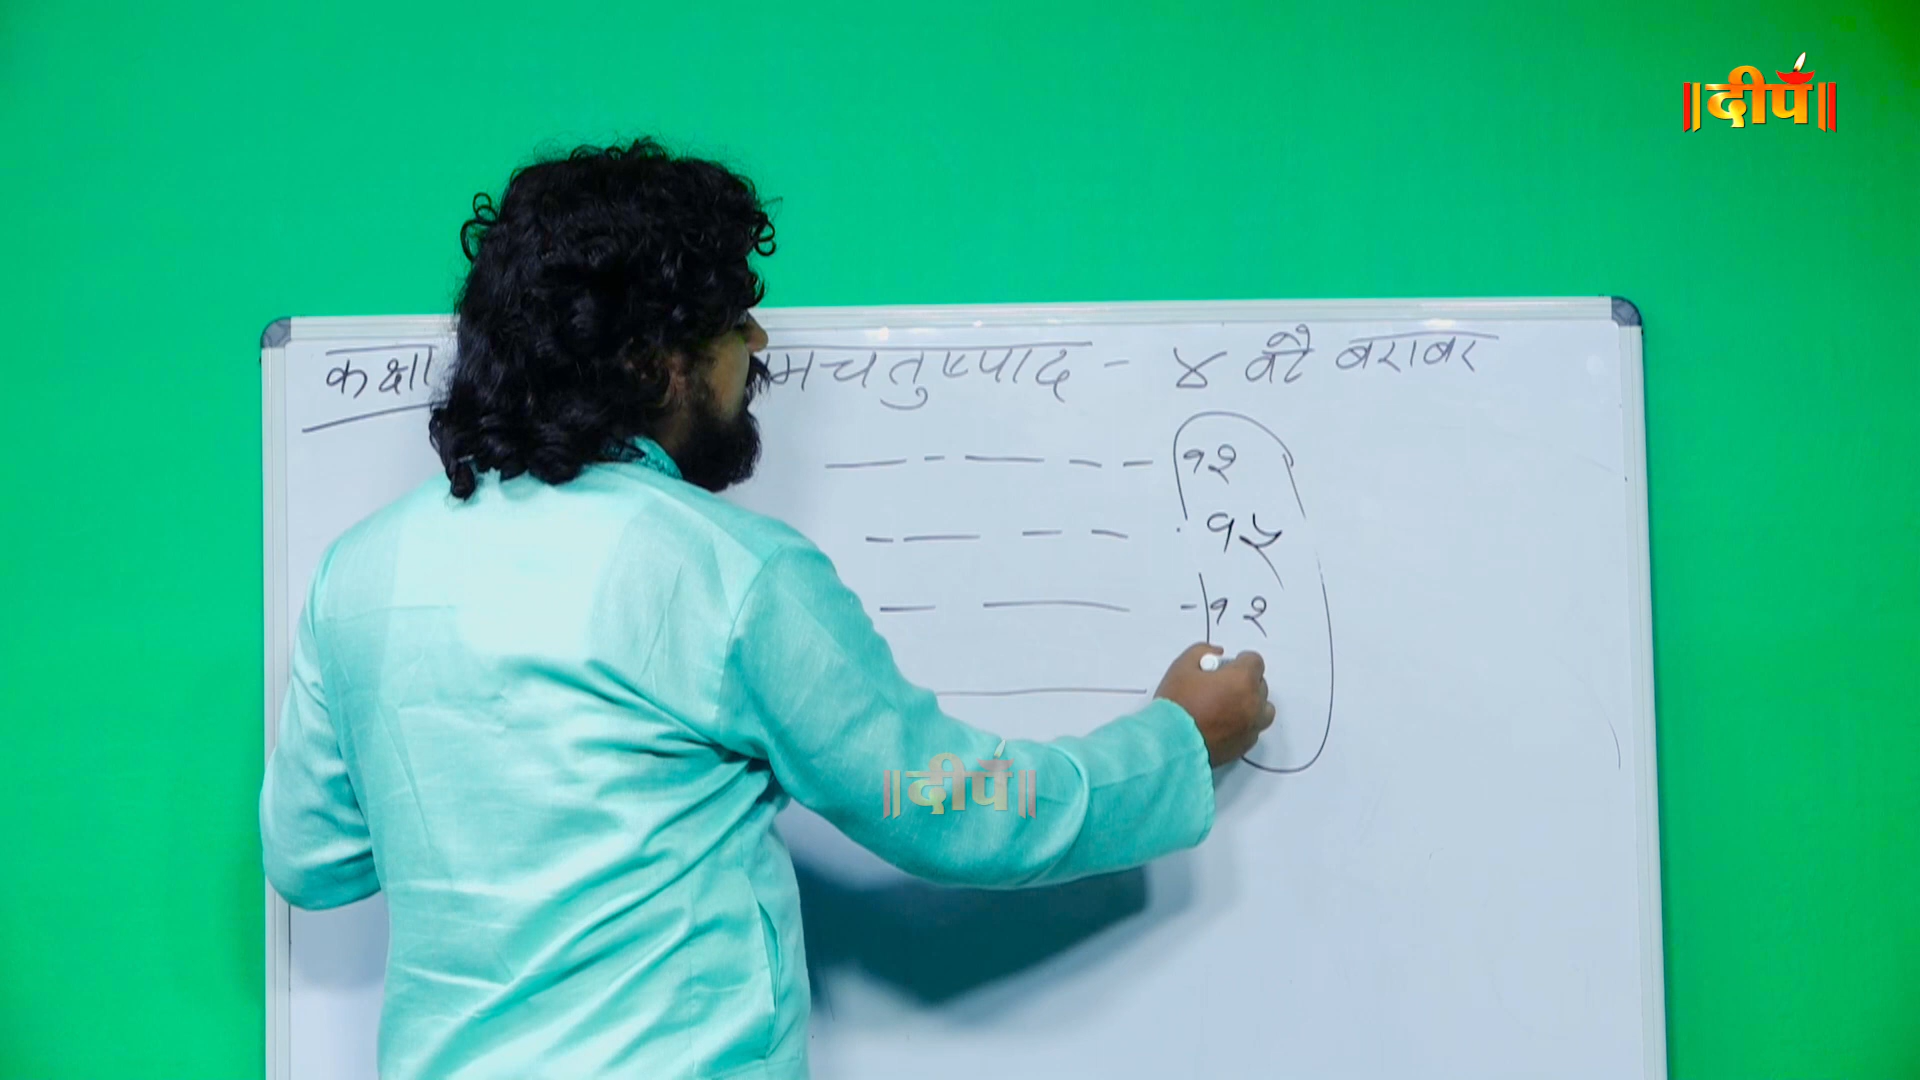 ॥दीप॥
कक्षा मचतुष्पाद - ४ वी बराबर
१२
१५
- १२
॥दीप॥